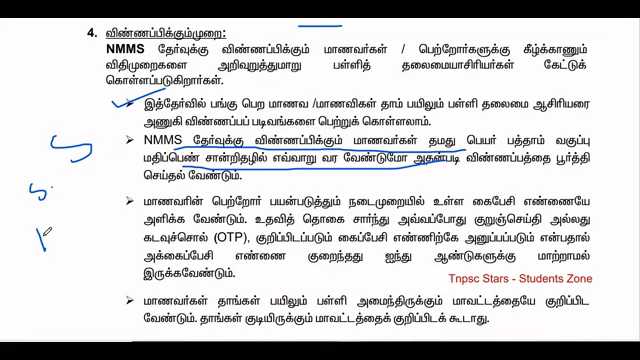 4. விண்ணப்பிக்கும்முறை:
NMMS தேர்வுக்கு விண்ணப்பிக்கும் மாணவர்கள் / பெற்றோர்களுக்கு கீழ்க்காணும்
விதிமுறைகளை அறிவுறுத்துமாறு பள்ளித் தலைமையாசிரியர்கள் கேட்டுக்
கொள்ளப்படுகிறார்கள்.
இத்தேர்வில் பங்கு பெற மாணவ /மாணவிகள் தாம் பயிலும் பள்ளி தலைமை ஆசிரியரை
அணுகி விண்ணப்பப் படிவங்களை பெற்றுக் கொள்ளலாம்.
NMMS தேர்வுக்கு விண்ணப்பிக்கும் மாணவர்கள் தமது பெயர் பத்தாம் வகுப்பு
மதிப்பெண் சான்றிதழில் எவ்வாறு வர வேண்டுமோ அதன்படி விண்ணப்பத்தை பூர்த்தி
செய்தல் வேண்டும்.
மாணவரின் பெற்றோர் பயன்படுத்தும் நடைமுறையில் உள்ள கைபேசி எண்ணையே
அளிக்க வேண்டும். உதவித் தொகை சார்ந்து அவ்வப்போது குறுஞ்செய்தி அல்லது
கடவுச்சொல் (OTP), குறிப்பிடப்படும் கைப்பேசி எண்ணிற்கே அனுப்பப்படும் என்பதால்
அக்கைப்பேசி எண்ணை குறைந்தது ஐந்து ஆண்டுகளுக்கு மாற்றாமல்
இருக்கவேண்டும்.
Tnpsc Stars - Students Zone
மாணவர்கள் தாங்கள் பயிலும் பள்ளி அமைந்திருக்கும் மாவட்டத்தையே குறிப்பிட
வேண்டும். தாங்கள் குடியிருக்கும் மாவட்டத்தைக் குறிப்பிடக் கூடாது.